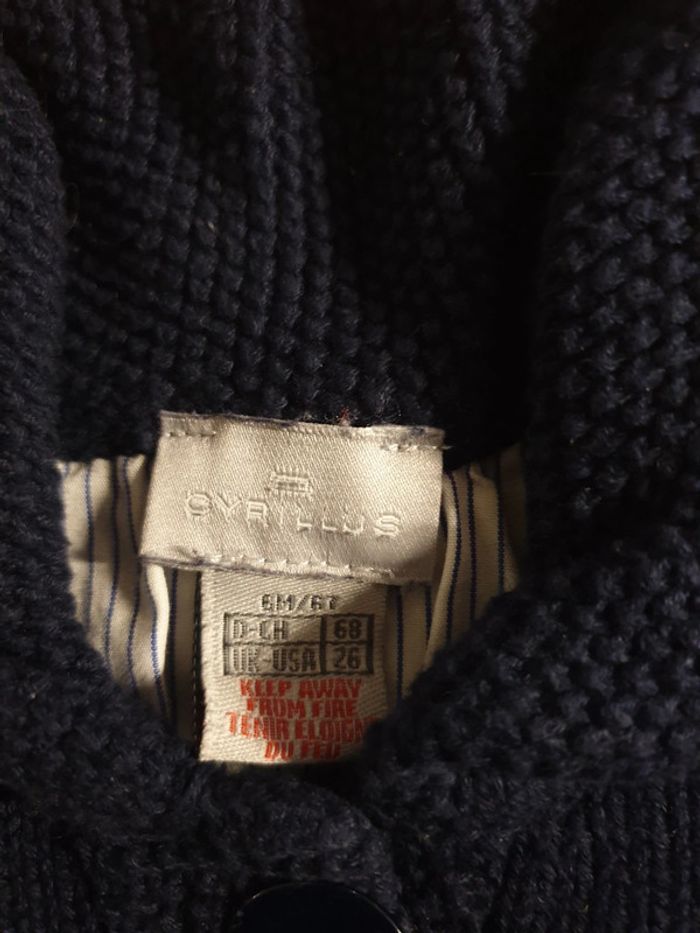 CYRILLUS
6M/67
D-CH 68
UK-USA 26
KEEP AWAY
FROM FIRE
TENIR ELOIGNE
DU FEU